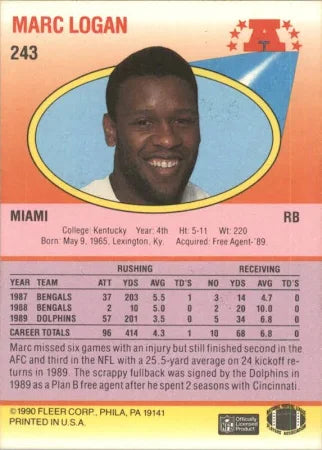 MARC LOGAN
243
A
MIAMI RB
College: Kentucky Year: 4th Ht: 5-11 Wt: 220
Born: May 9, 1965, Lexington, Ky. Acquired: Free Agent-'89.
RUSHING RECEIVING
YEAR TEAM ATT YDS AVG TD'S NO YDS AVG TD'S
1987 BENGALS 37 203 5.5 1 3 14 4.7 0
1988 BENGALS 2 10 5.0 0 2 20 10.0 0
1989 DOLPHINS 57 201 3.5 0 5 34 6.8 0
CAREER TOTALS 96 414 4.3 1 10 68 6.8 0
Marc missed six games with an injury but still finished second in the
AFC and third in the NFL with a 25.5-yard average on 24 kickoff re-
turns in 1989. The scrappy fullback was signed by the Dolphins in
1989 as a Plan B free agent after he spent 2 seasons with Cincinnati.
©1990 FLEER CORP., PHILA, PA 19141
PRINTED IN U.S.A.
NFL
Officially
Licensed
Product